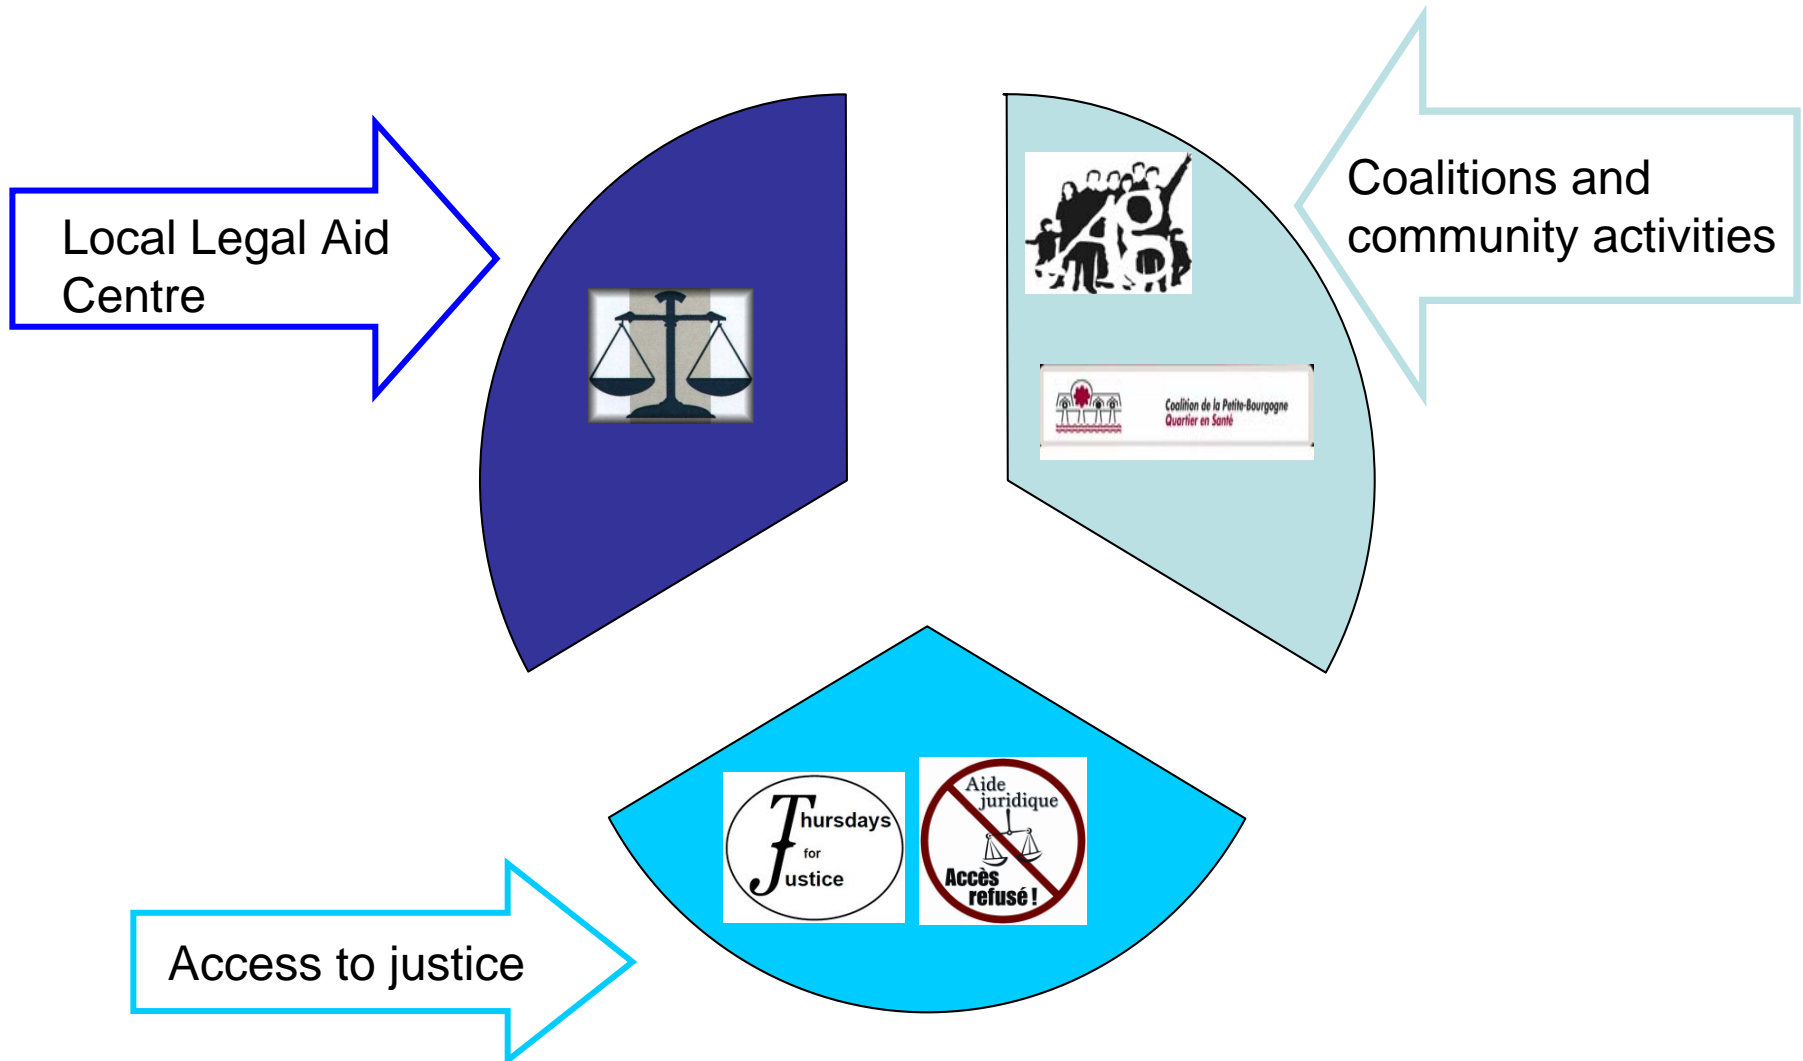 Local Legal Aid
Centre
Coalitions and
community activities
Coalition de la Petite-Bourgogne
Quartier en Santé
Thursdays
for
Justice
Aide
juridique
Accès
refusé !
Access to justice